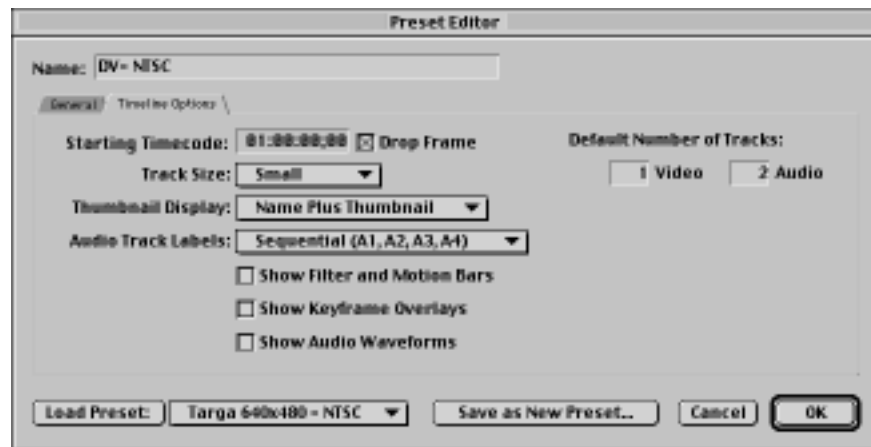 Preset Editor
Name: DV- NTSC
General Timeline Options
Starting Timecode: 01:00:00;00 Drop Frame Default Number of Tracks:
Track Size: Small 1 Video 2 Audio
Thumbnail Display: Name Plus Thumbnail
Audio Track Labels: Sequential (A1, A2, A3, A4)
Show Filter and Motion Bars
Show Keyframe Overlays
Show Audio Waveforms
Load Preset: Targa 640x480 - NTSC Save as New Preset... Cancel OK